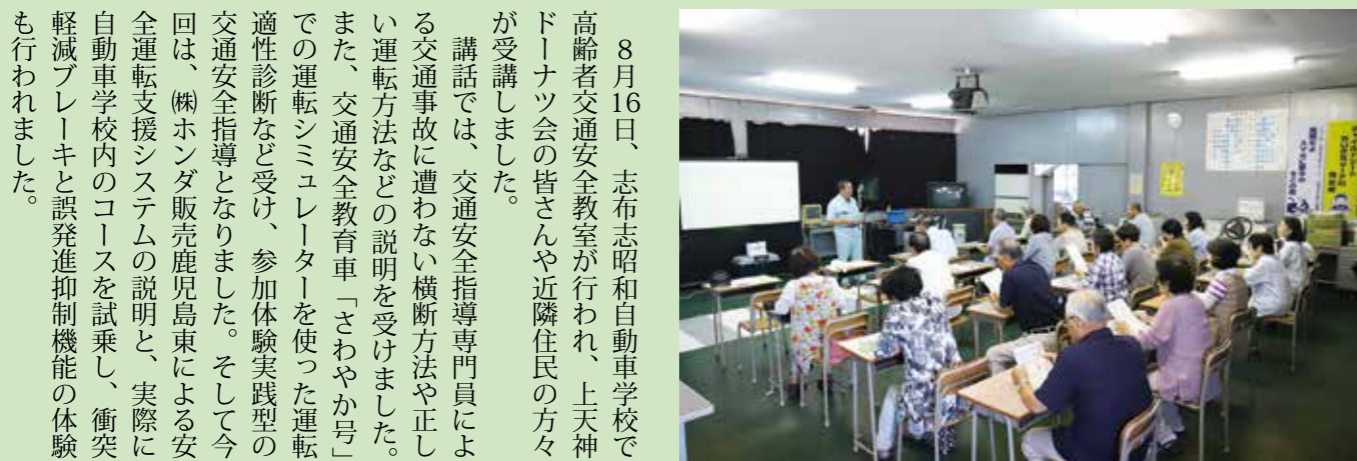 ８月16日、志布志昭和自動車学校で
高齢者交通安全教室が行われ、上天神
ドーナツ会の皆さんや近隣住民の方々
が受講しました。
講話では、交通安全指導専門員によ
る交通事故に遭わない横断方法や正し
い運転方法などの説明を受けました。
また、交通安全教育車「さわやか号」
での運転シミュレーターを使った運転
適性診断など受け、参加体験実践型の
交通安全指導となりました。そして今
回は、㈱ホンダ販売鹿児島東による安
全運転支援システムの説明と、実際に
自動車学校内のコースを試乗し、衝突
軽減ブレーキと誤発進抑制機能の体験
も行われました。